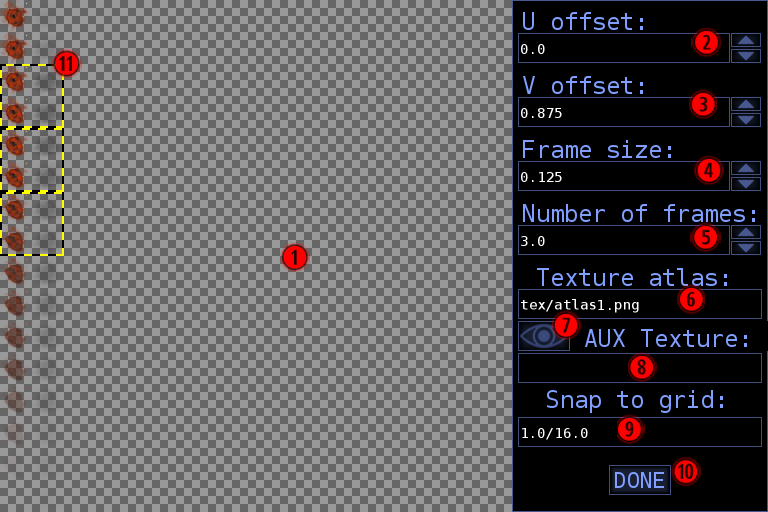 11
1
U offset:
0.0
2
V offset:
0.875
3
Frame size:
0.125
4
Number of frames:
3.0
5
Texture atlas:
tex/atlas1.png
6
7
AUX Texture:
8
Snap to grid:
1.0/16.0
9
DONE
10